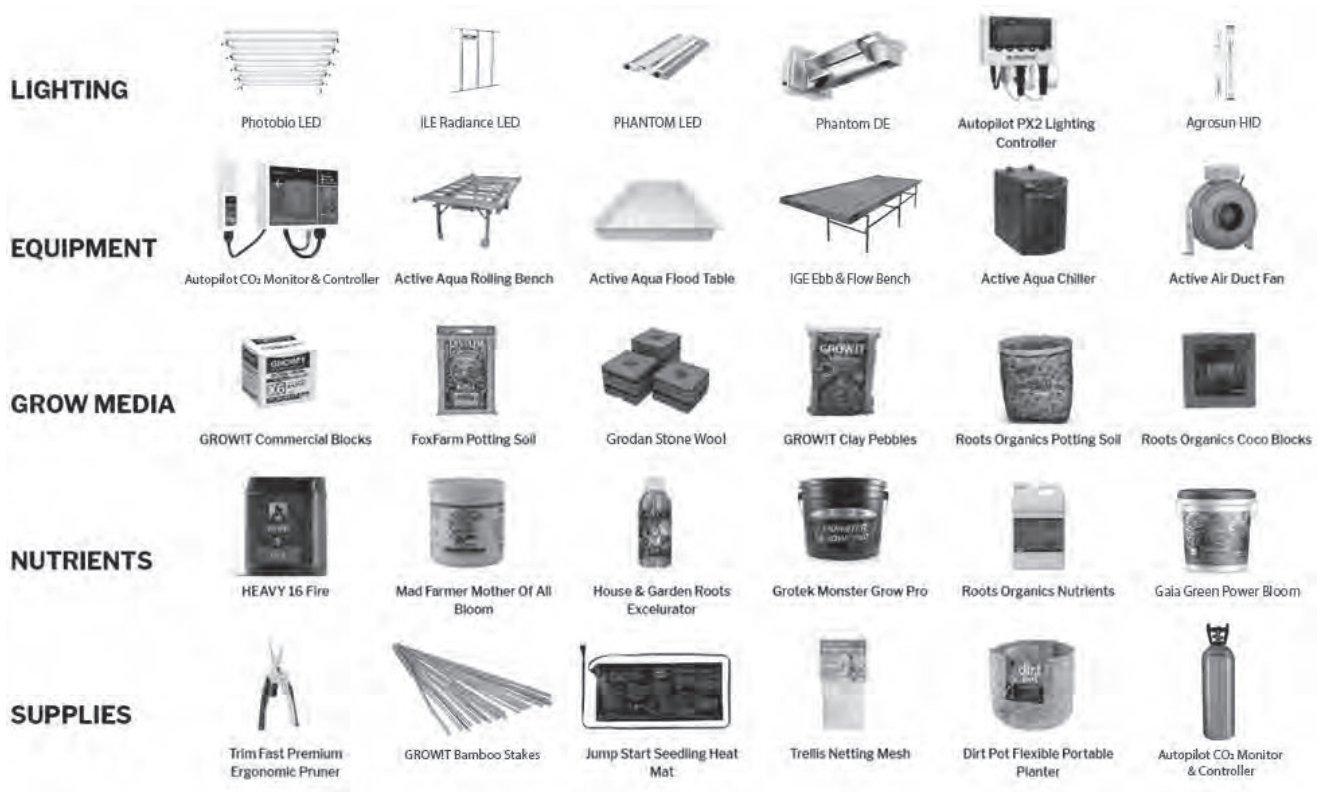 LIGHTING
Photobio LED
ILE Radiance LED
PHANTOM LED
Phantom DE
Autopilot PX2 Lighting
Controller
Agrosun HID
EQUIPMENT
Autopilot CO₂ Monitor & Controller
Active Aqua Rolling Bench
Active Aqua Flood Table
IGE Ebb & Flow Bench
Active Aqua Chiller
Active Air Duct Fan
GROW MEDIA
GROW!T
GROW!T Commercial Blocks
FoxFarm Potting Soil
Grodan Stone Wool
GROW!T Clay Pebbles
Roots Organics Potting Soil
Roots Organics Coco Blocks
NUTRIENTS
HEAVY 16 Fire
Mad Farmer Mother Of All
Bloom
House & Garden Roots
Excelurator
Grotek Monster Grow Pro
Roots Organics Nutrients
Gaia Green Power Bloom
SUPPLIES
dirt
Trim Fast Premium
Ergonomic Pruner
GROW!T Bamboo Stakes
Jump Start Seedling Heat
Mat
Trellis Netting Mesh
Dirt Pot Flexible Portable
Planter
Autopilot CO₂ Monitor
& Controller